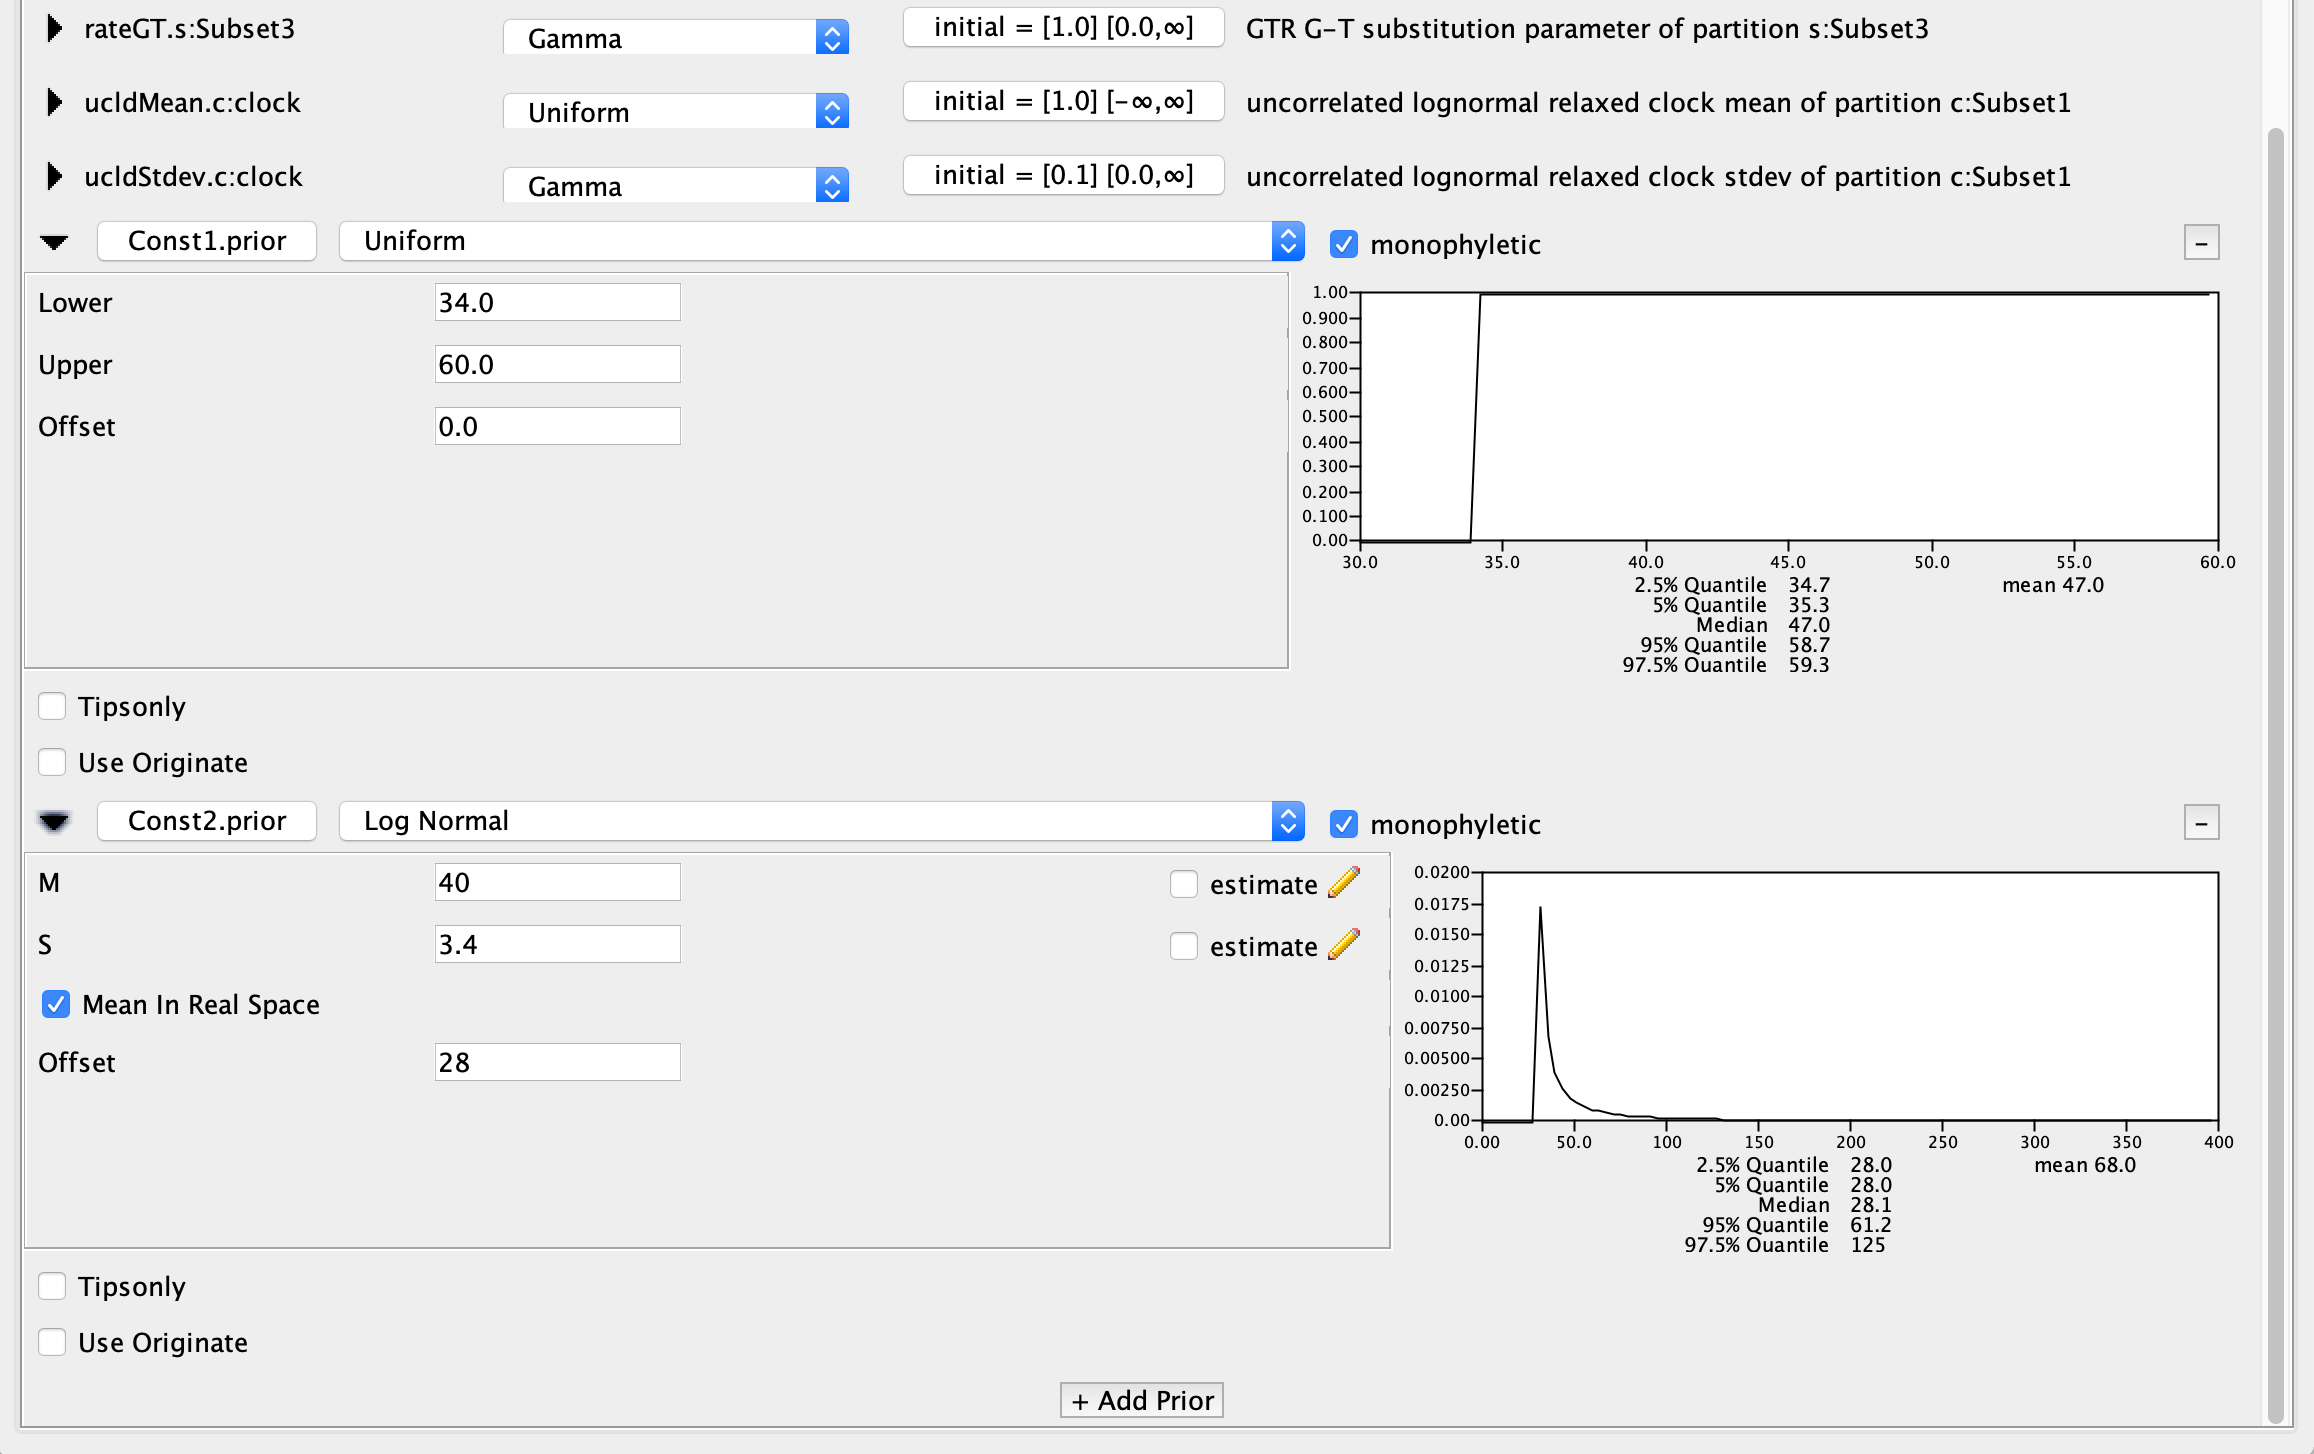 rateGT.s:Subset3 Gamma initial = [1.0] [0.0,∞] GTR G-T substitution parameter of partition s:Subset3
ucldMean.c:clock Uniform initial = [1.0] [-∞,∞] uncorrelated lognormal relaxed clock mean of partition c:Subset1
ucldStdev.c:clock Gamma initial = [0.1] [0.0,∞] uncorrelated lognormal relaxed clock stdev of partition c:Subset1
Const1.prior Uniform monophyletic -
Lower 34.0
Upper 60.0
Offset 0.0
1.00
0.900
0.800
0.700
0.600
0.500
0.400
0.300
0.200
0.100
0.00
30.0 35.0 40.0 45.0 50.0 55.0 60.0
2.5% Quantile 34.7 mean 47.0
5% Quantile 35.3
Median 47.0
95% Quantile 58.7
97.5% Quantile 59.3
Tipsonly
Use Originate
Const2.prior Log Normal monophyletic -
M 40 estimate
S 3.4 estimate
Mean In Real Space
Offset 28
0.0200
0.0175
0.0150
0.0125
0.0100
0.00750
0.00500
0.00250
0.00
0.00 50.0 100 150 200 250 300 350 400
2.5% Quantile 28.0 mean 68.0
5% Quantile 28.0
Median 28.1
95% Quantile 61.2
97.5% Quantile 125
Tipsonly
Use Originate
+ Add Prior